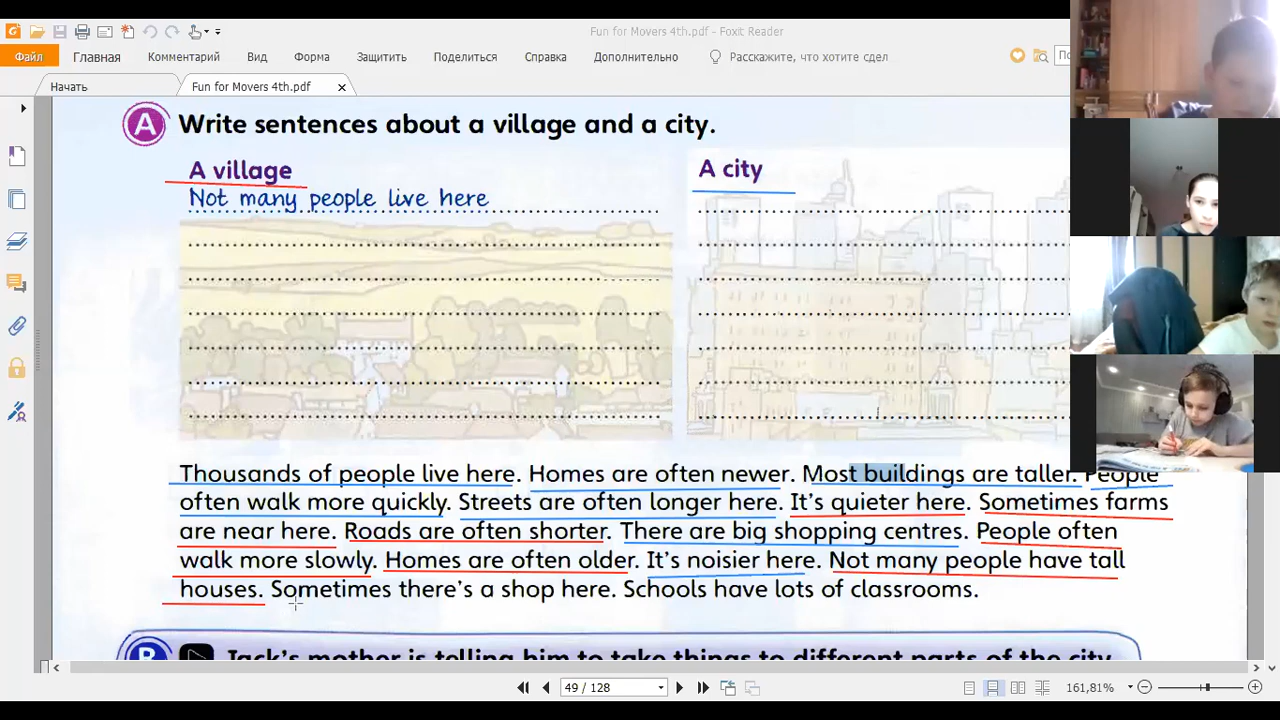 Fun for Movers 4th.pdf - Foxit Reader
Файл Главная Комментарий Вид Форма Защитить Поделиться Справка Дополнительно Расскажите, что хотите сделать
Начать Fun for Movers 4th.pdf
A Write sentences about a village and a city.
A village A city
Not many people live here
Thousands of people live here. Homes are often newer. Most buildings are taller. People
often walk more quickly. Streets are often longer here. It's quieter here. Sometimes farms
are near here. Roads are often shorter. There are big shopping centres. People often
walk more slowly. Homes are often older. It's noisier here. Not many people have tall
houses. Sometimes there's a shop here. Schools have lots of classrooms.
B Jack's mother is telling him to take things to different parts of the city.
49 / 128 161,81%